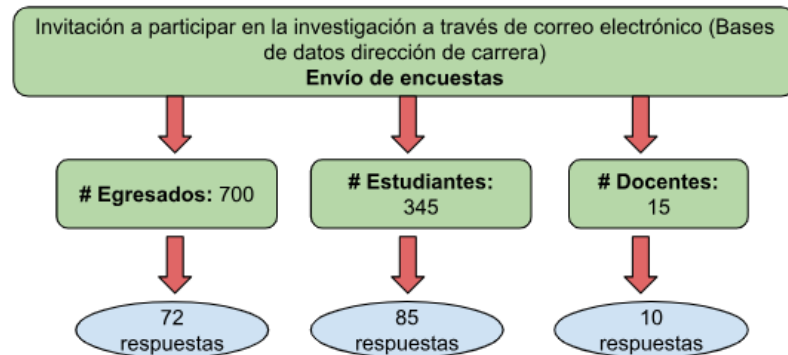 Invitación a participar en la investigación a través de correo electrónico (Bases
de datos dirección de carrera)
Envío de encuestas
# Egresados: 700
# Estudiantes:
345
# Docentes:
15
72
respuestas
85
respuestas
10
respuestas